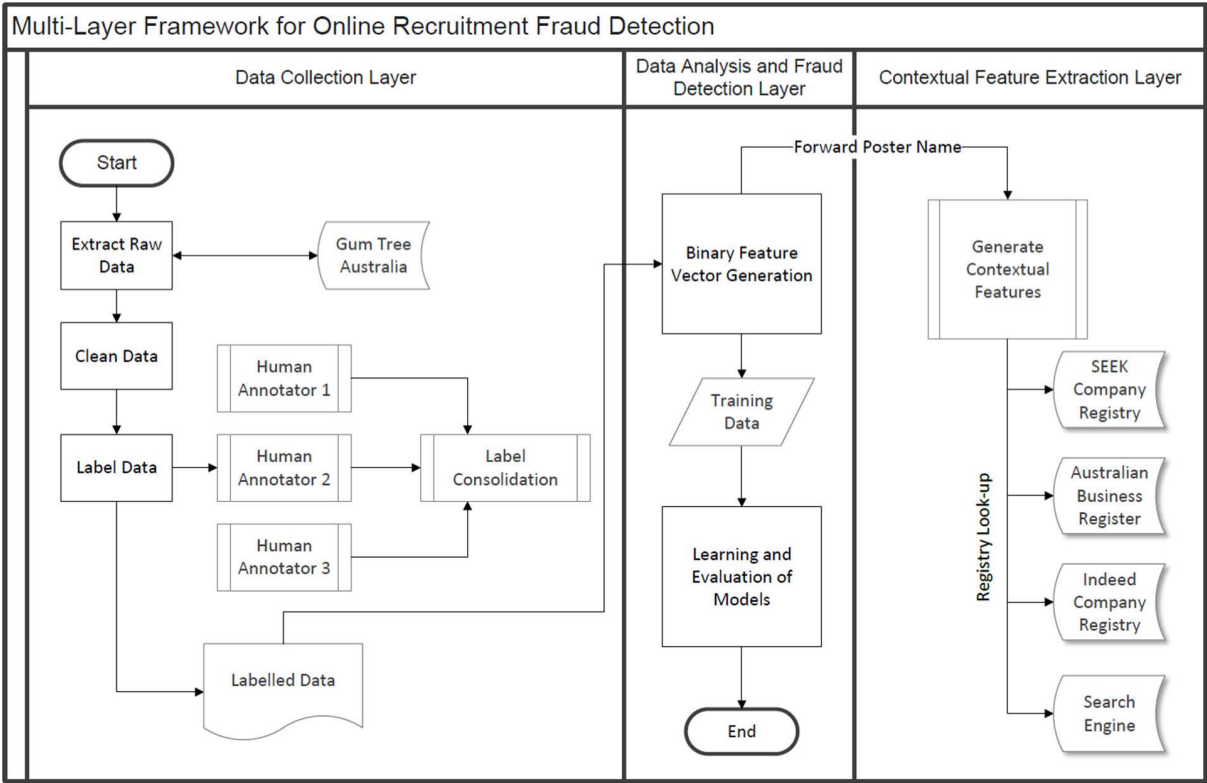 Multi-Layer Framework for Online Recruitment Fraud Detection
Data Collection Layer
Data Analysis and Fraud
Detection Layer
Contextual Feature Extraction Layer
Start
Extract Raw
Data
Gum Tree
Australia
Clean Data
Human
Annotator 1
Label Data
Human
Annotator 2
Label
Consolidation
Human
Annotator 3
Labelled Data
Forward Poster Name
Binary Feature
Vector Generation
Training
Data
Learning and
Evaluation of
Models
End
Generate
Contextual
Features
Registry Look-up
SEEK
Company
Registry
Australian
Business
Register
Indeed
Company
Registry
Search
Engine